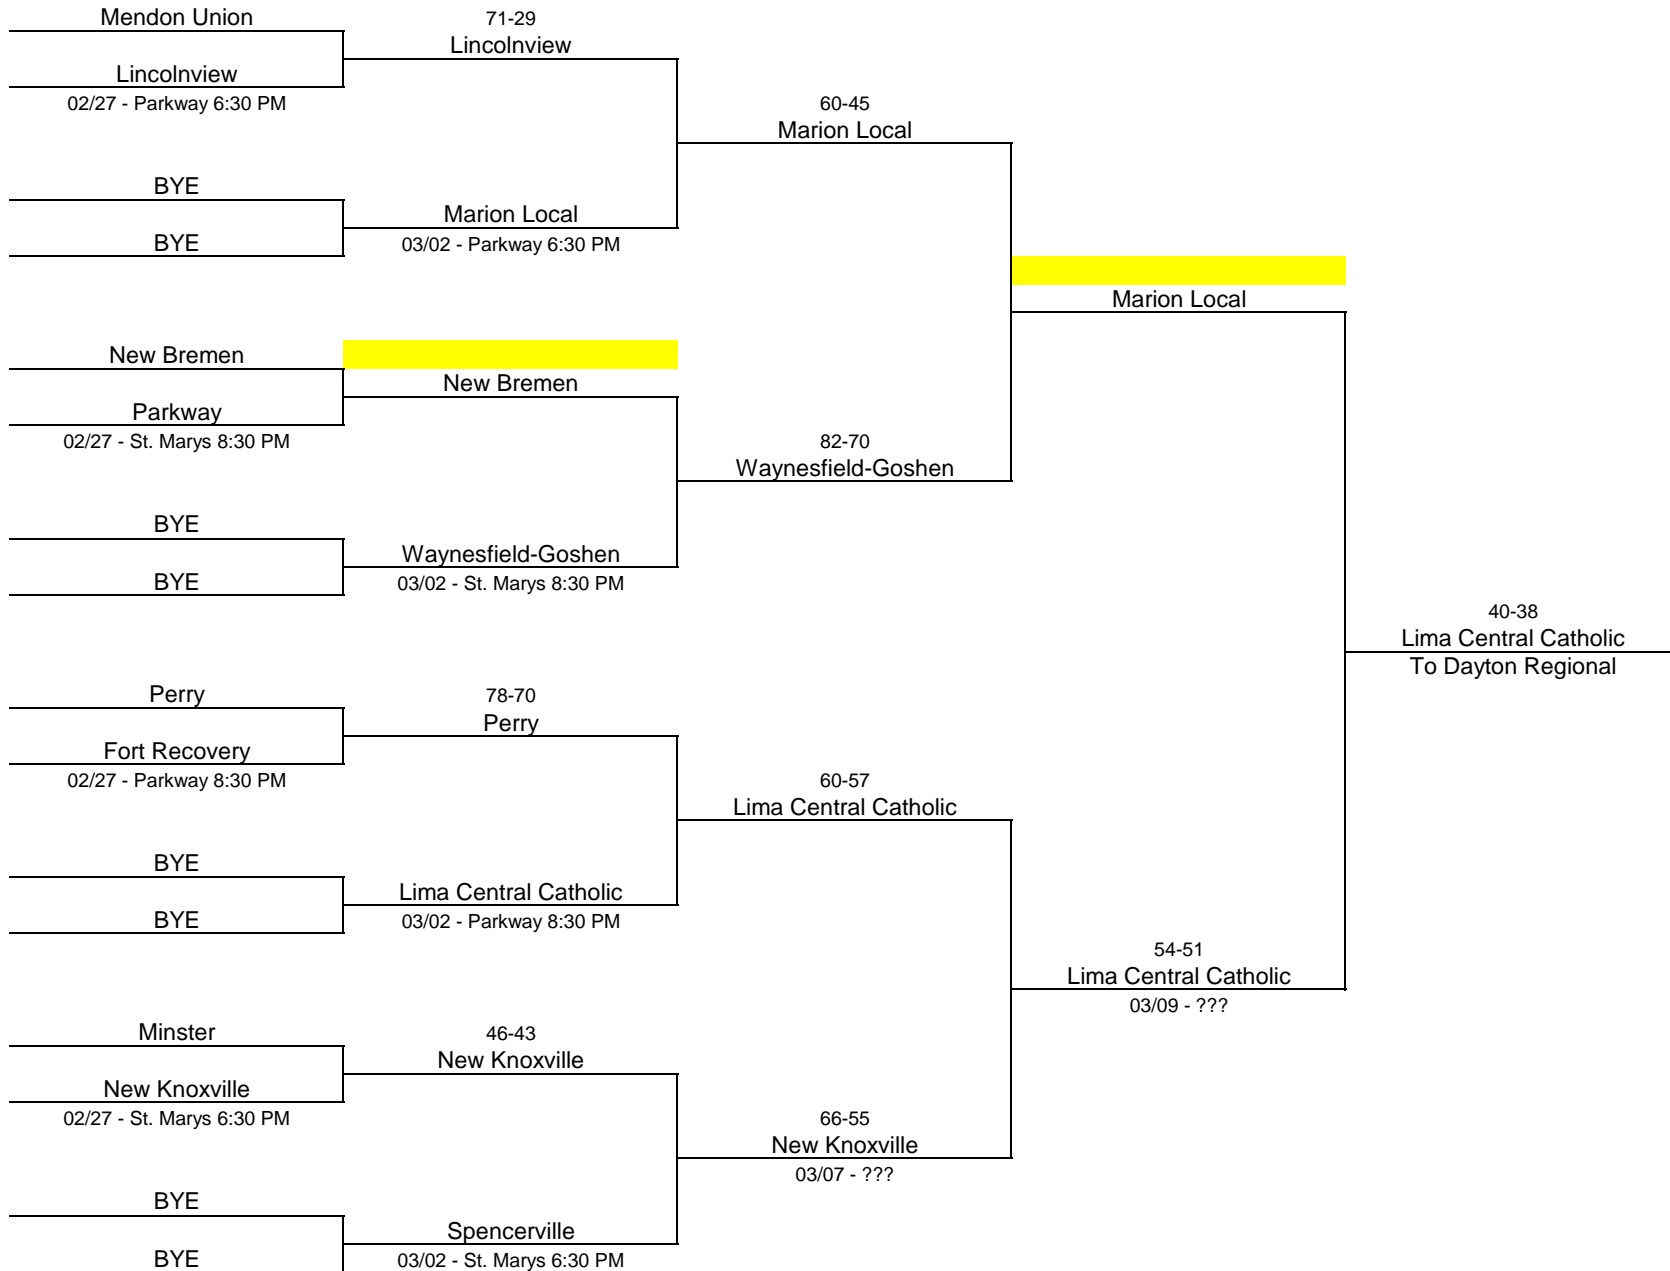 Mendon Union
71-29
Lincolnview
Lincolnview
02/27 - Parkway 6:30 PM
60-45
Marion Local
BYE
Marion Local
BYE
03/02 - Parkway 6:30 PM
Marion Local
New Bremen
New Bremen
Parkway
02/27 - St. Marys 8:30 PM
82-70
Waynesfield-Goshen
BYE
Waynesfield-Goshen
BYE
03/02 - St. Marys 8:30 PM
40-38
Lima Central Catholic
To Dayton Regional
Perry
78-70
Perry
Fort Recovery
02/27 - Parkway 8:30 PM
60-57
Lima Central Catholic
BYE
Lima Central Catholic
BYE
03/02 - Parkway 8:30 PM
54-51
Lima Central Catholic
03/09 - ???
Minster
46-43
New Knoxville
New Knoxville
02/27 - St. Marys 6:30 PM
66-55
New Knoxville
03/07 - ???
BYE
Spencerville
BYE
03/02 - St. Marys 6:30 PM